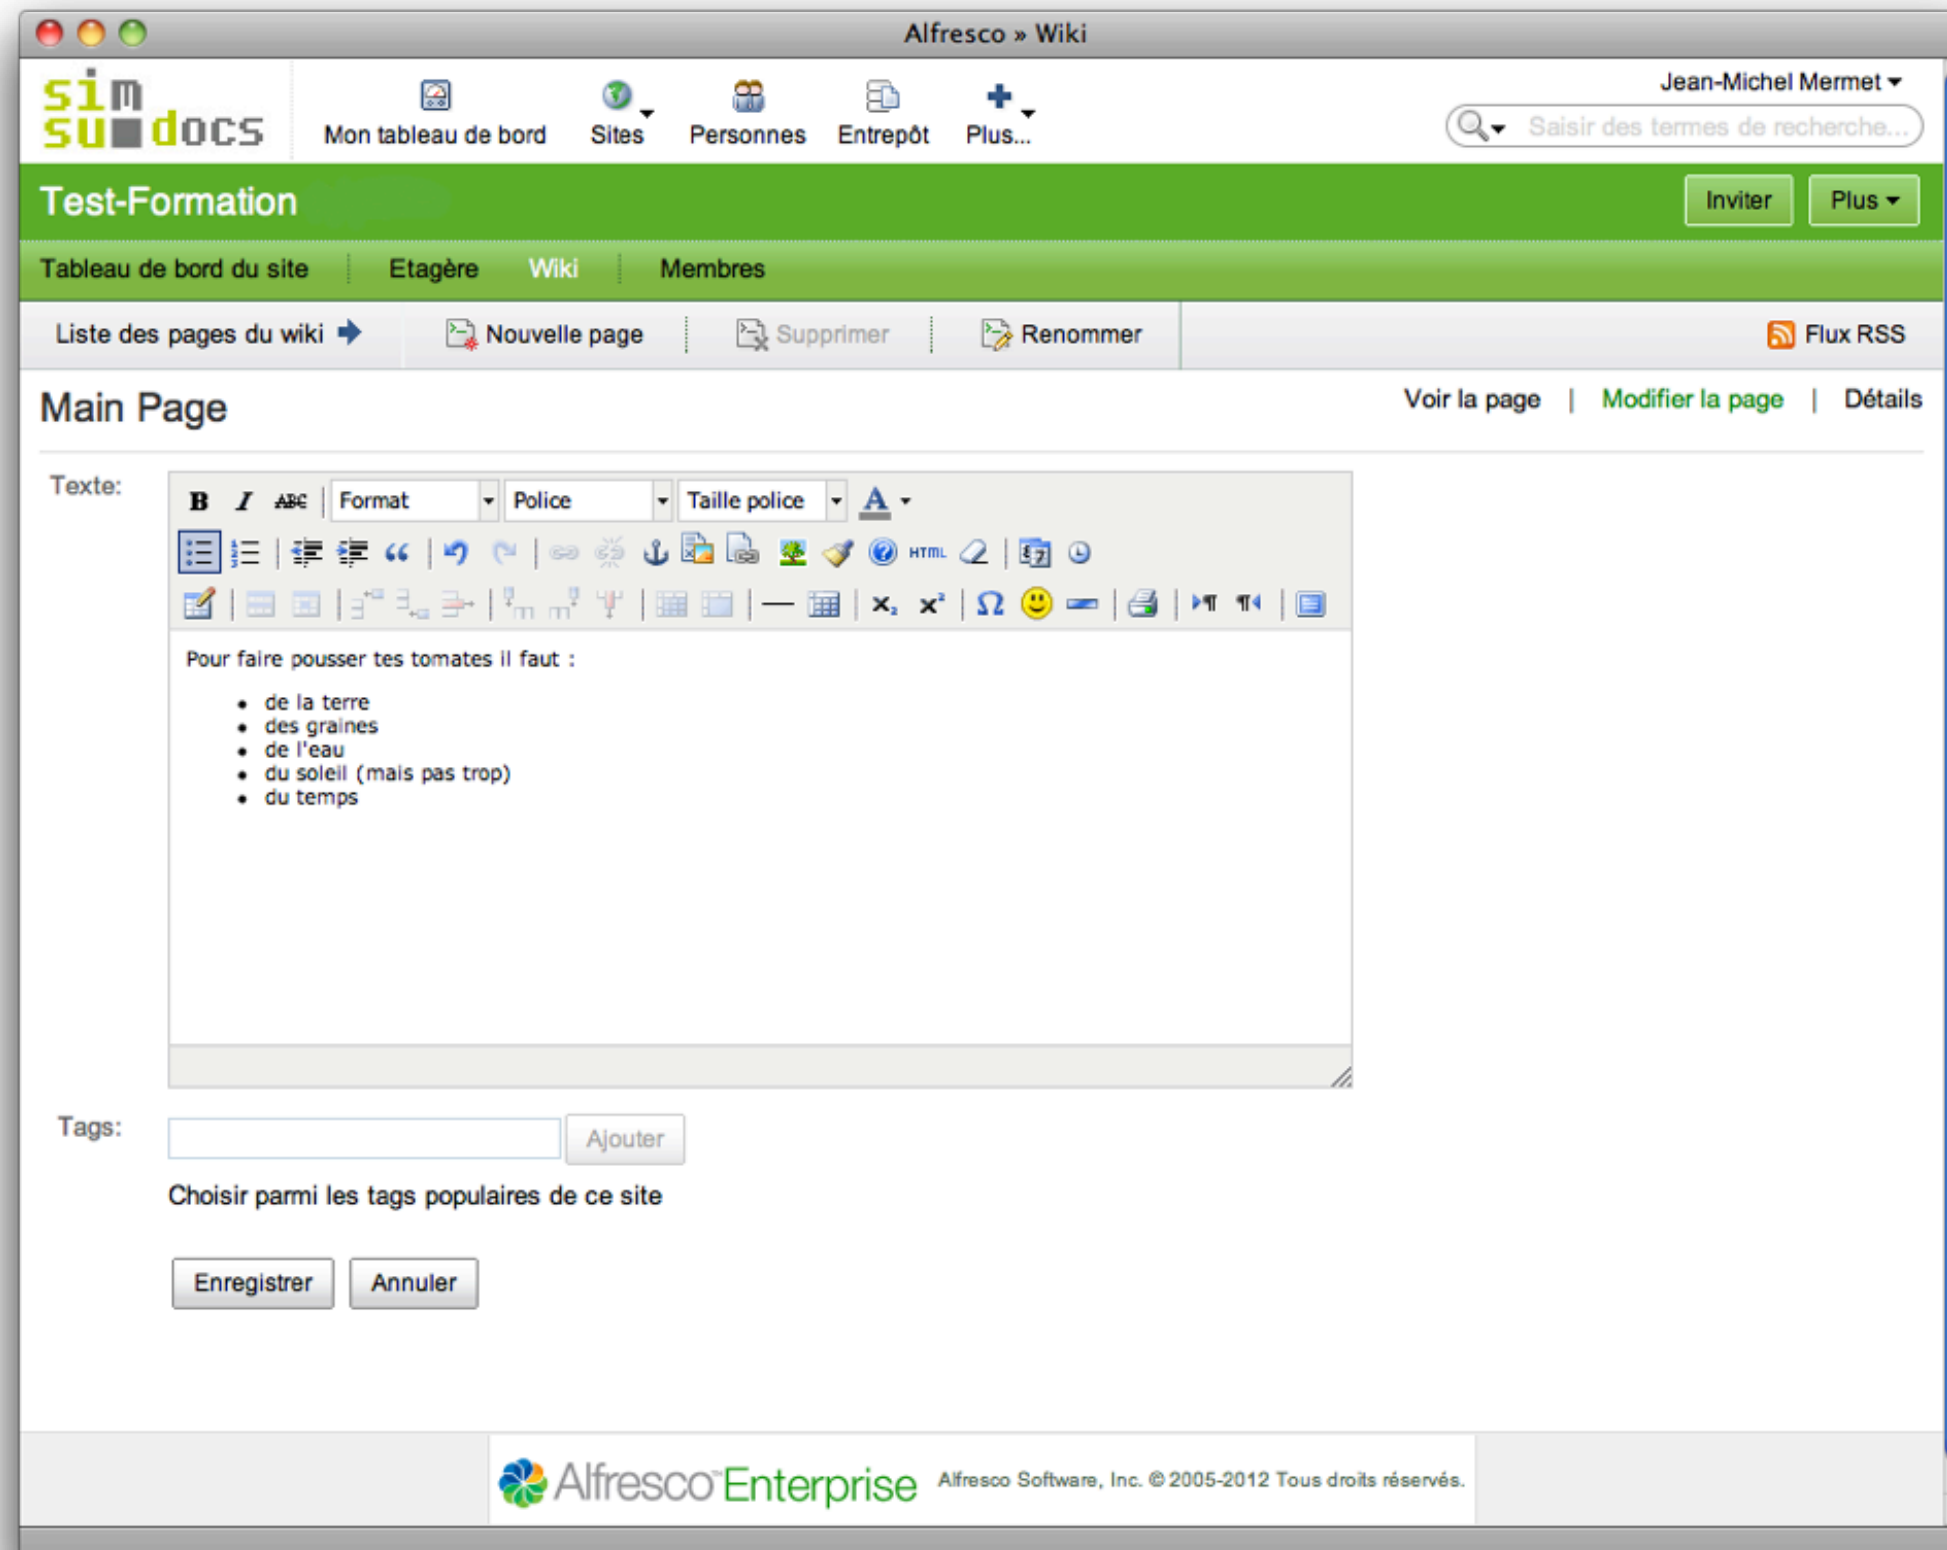 Alfresco » Wiki
sim
sum docs
Mon tableau de bord
Sites
Personnes
Entrepôt
Plus...
Jean-Michel Mermet
Saisir des termes de recherche...
Test-Formation
Inviter
Plus
Tableau de bord du site
Etagère
Wiki
Membres
Liste des pages du wiki
Nouvelle page
Supprimer
Renommer
Flux RSS
Main Page
Voir la page | Modifier la page | Détails
Texte:
B I ABC Format Police Taille police A
HTML
Pour faire pousser tes tomates il faut :
• de la terre
• des graines
• de l'eau
• du soleil (mais pas trop)
• du temps
Tags:
Ajouter
Choisir parmi les tags populaires de ce site
Enregistrer
Annuler
Alfresco™ Enterprise Alfresco Software, Inc. © 2005-2012 Tous droits réservés.